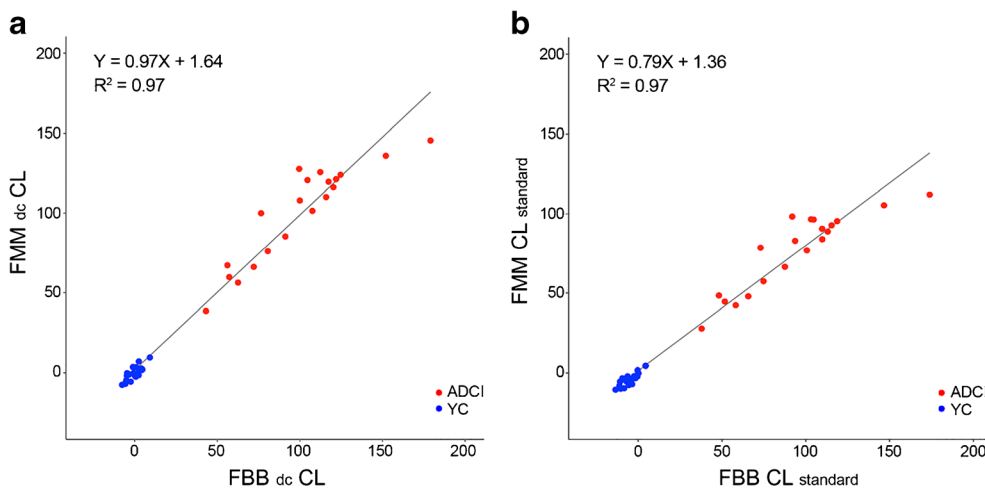 a
200
150
100
50
0
Y = 0.97X + 1.64
R² = 0.97
FMM dc CL
ADCI
YC
0 50 100 150 200
FBB dc CL
b
200
150
100
50
0
Y = 0.79X + 1.36
R² = 0.97
FMM CL standard
ADCI
YC
0 50 100 150 200
FBB CL standard